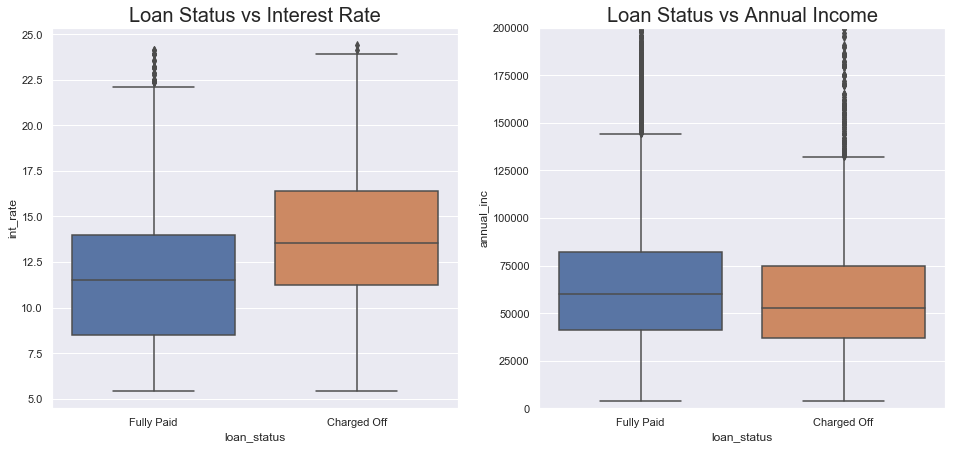 Loan Status vs Interest Rate
25.0
22.5
20.0
17.5
15.0
12.5
10.0
7.5
5.0
int_rate
Fully Paid
Charged Off
loan_status
Loan Status vs Annual Income
200000
175000
150000
125000
100000
75000
50000
25000
0
annual_inc
Fully Paid
Charged Off
loan_status